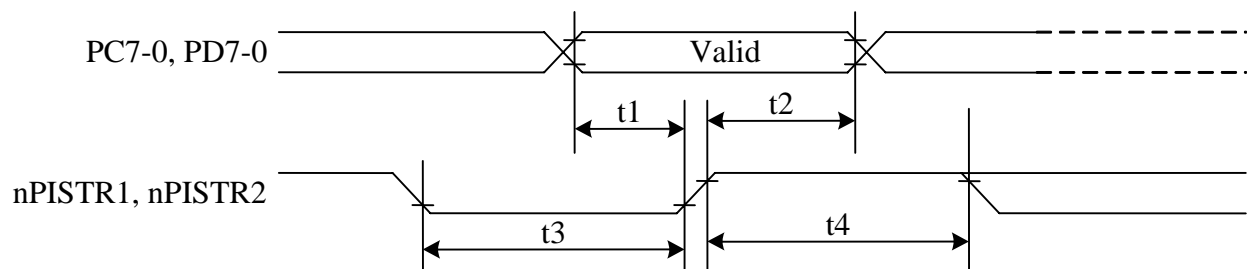 PC7-0, PD7-0
Valid
t1
t2
nPISTR1, nPISTR2
t3
t4